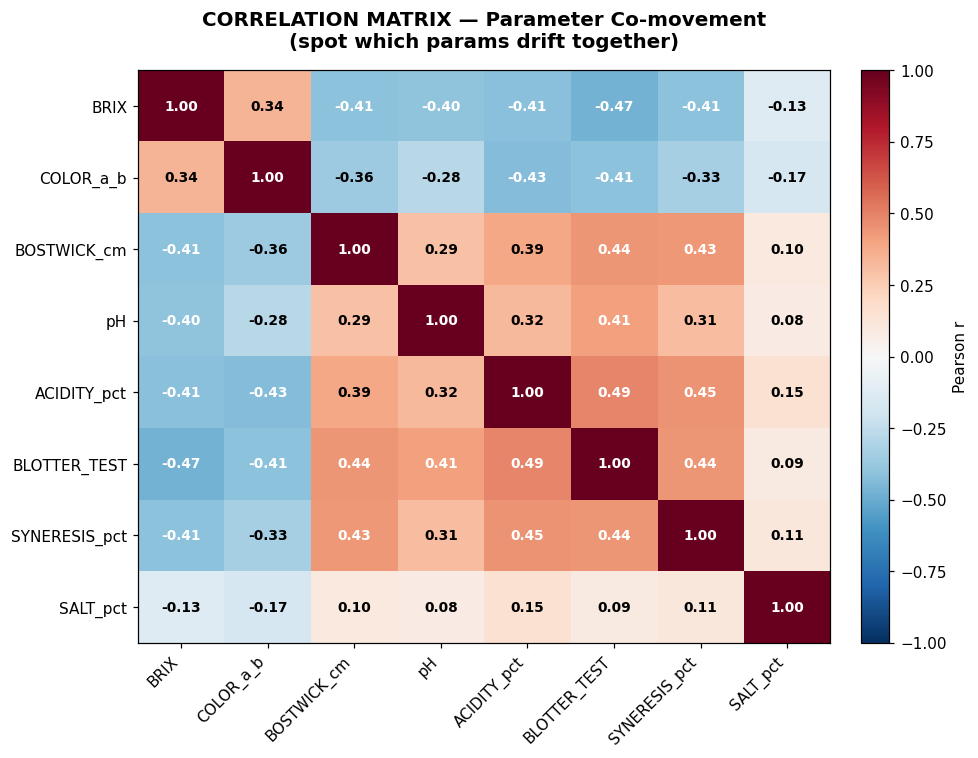 CORRELATION MATRIX — Parameter Co-movement
(spot which params drift together)
BRIX 1.00 0.34 -0.41 -0.40 -0.41 -0.47 -0.41 -0.13
COLOR_a_b 0.34 1.00 -0.36 -0.28 -0.43 -0.41 -0.33 -0.17
BOSTWICK_cm -0.41 -0.36 1.00 0.29 0.39 0.44 0.43 0.10
pH -0.40 -0.28 0.29 1.00 0.32 0.41 0.31 0.08
ACIDITY_pct -0.41 -0.43 0.39 0.32 1.00 0.49 0.45 0.15
BLOTTER_TEST -0.47 -0.41 0.44 0.41 0.49 1.00 0.44 0.09
SYNERESIS_pct -0.41 -0.33 0.43 0.31 0.45 0.44 1.00 0.11
SALT_pct -0.13 -0.17 0.10 0.08 0.15 0.09 0.11 1.00
BRIX COLOR_a_b BOSTWICK_cm pH ACIDITY_pct BLOTTER_TEST SYNERESIS_pct SALT_pct
1.00
0.75
0.50
0.25
0.00
−0.25
−0.50
−0.75
−1.00
Pearson r